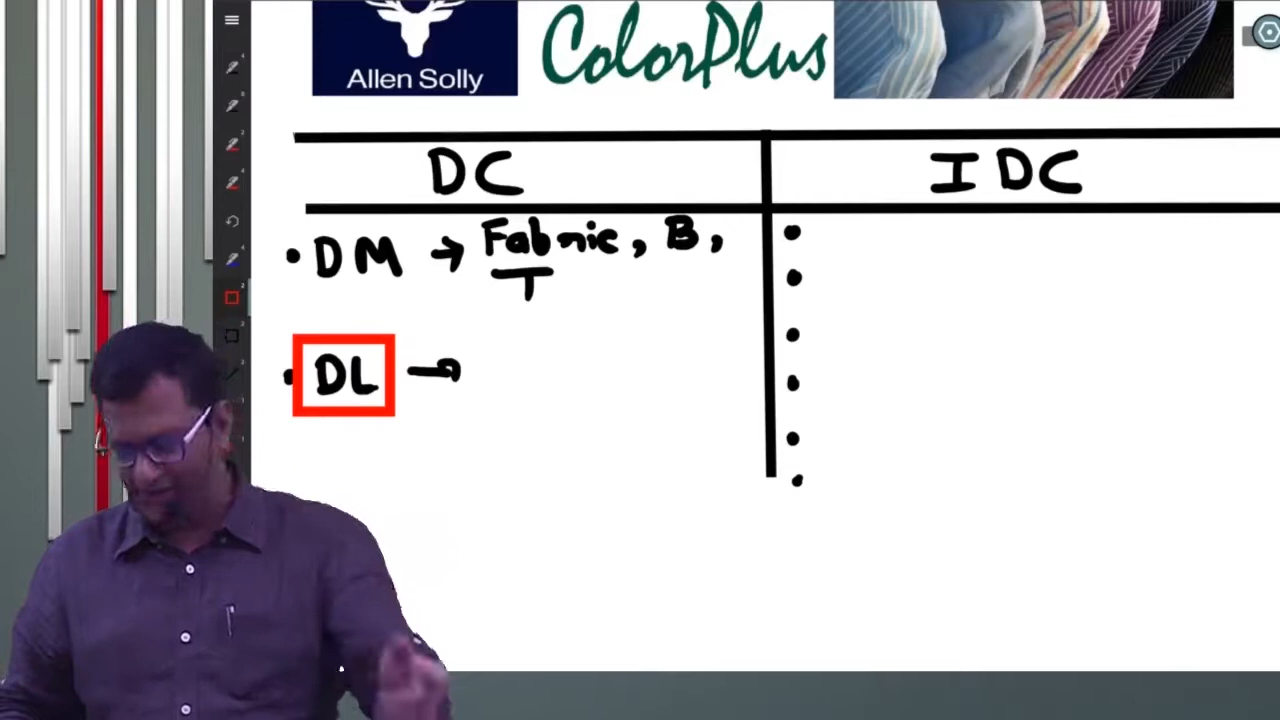 Allen Solly
ColorPlus
DC
IDC
• DM → Fabric, B,
T
• DL →
•
•
•
•
•
•